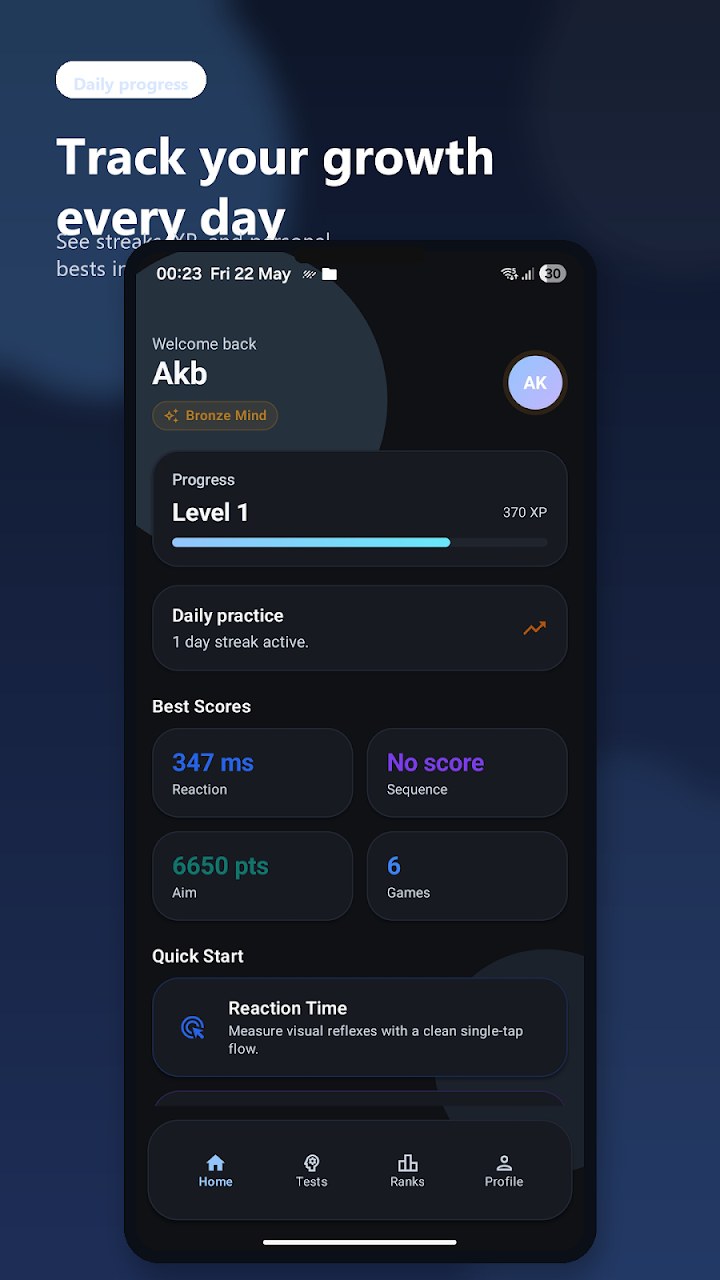 Daily progress
Track your growth
every day
See streaks, XP, and personal
bests in
00:23 Fri 22 May
30
Welcome back
Akb
AK
Bronze Mind
Progress
Level 1
370 XP
Daily practice
1 day streak active.
Best Scores
347 ms
Reaction
No score
Sequence
6650 pts
Aim
6
Games
Quick Start
Reaction Time
Measure visual reflexes with a clean single-tap
flow.
Home
Tests
Ranks
Profile